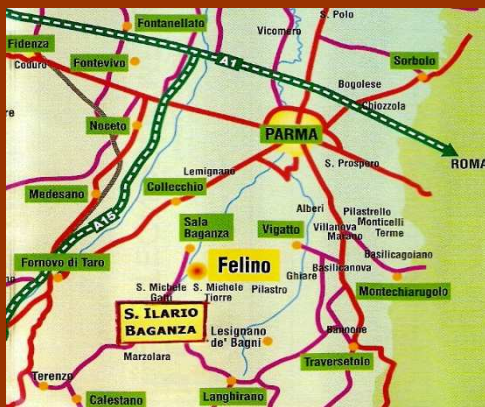 Fontanellato
S. Polo
Vicomero
Fidenza
Coduro
Fontevivo
A1
Sorbolo
Bogolese
Chiozzola
Noceto
PARMA
ROMA
Lemignano
S. Prospero
Medesano
Collecchio
A15
Alberi
Pilastrello
Monticelli
Terme
Villanova
Marano
Sala
Baganza
Vigatto
Basilicagoiano
Fornovo di Taro
Felino
Basilicanova
Ghiare
S. Michele
Gatti
S. Michele
Tiorre
Pilastro
Montechiarugolo
S. ILARIO
BAGANZA
Lesignano
de' Bagni
Bannone
Marzolara
Traversetolo
Terenzo
Calestano
Langhirano